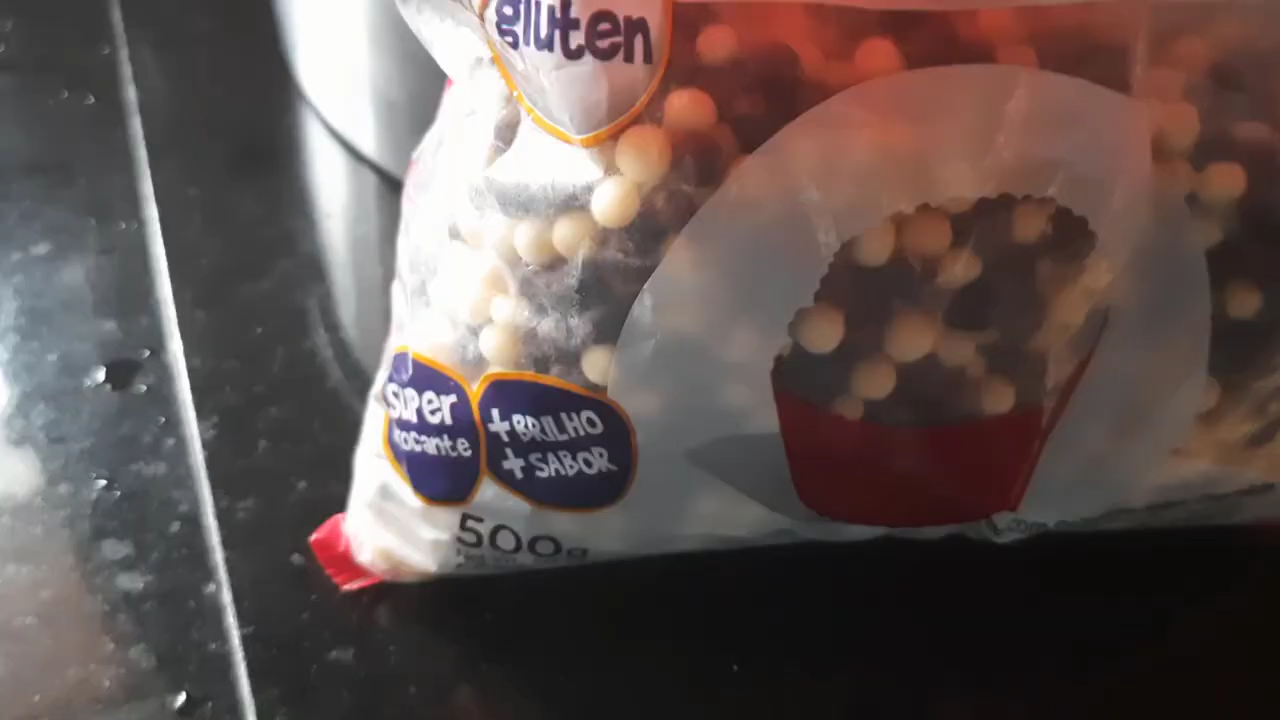 gluten
super
crocante
+BRILHO
+SABOR
500g